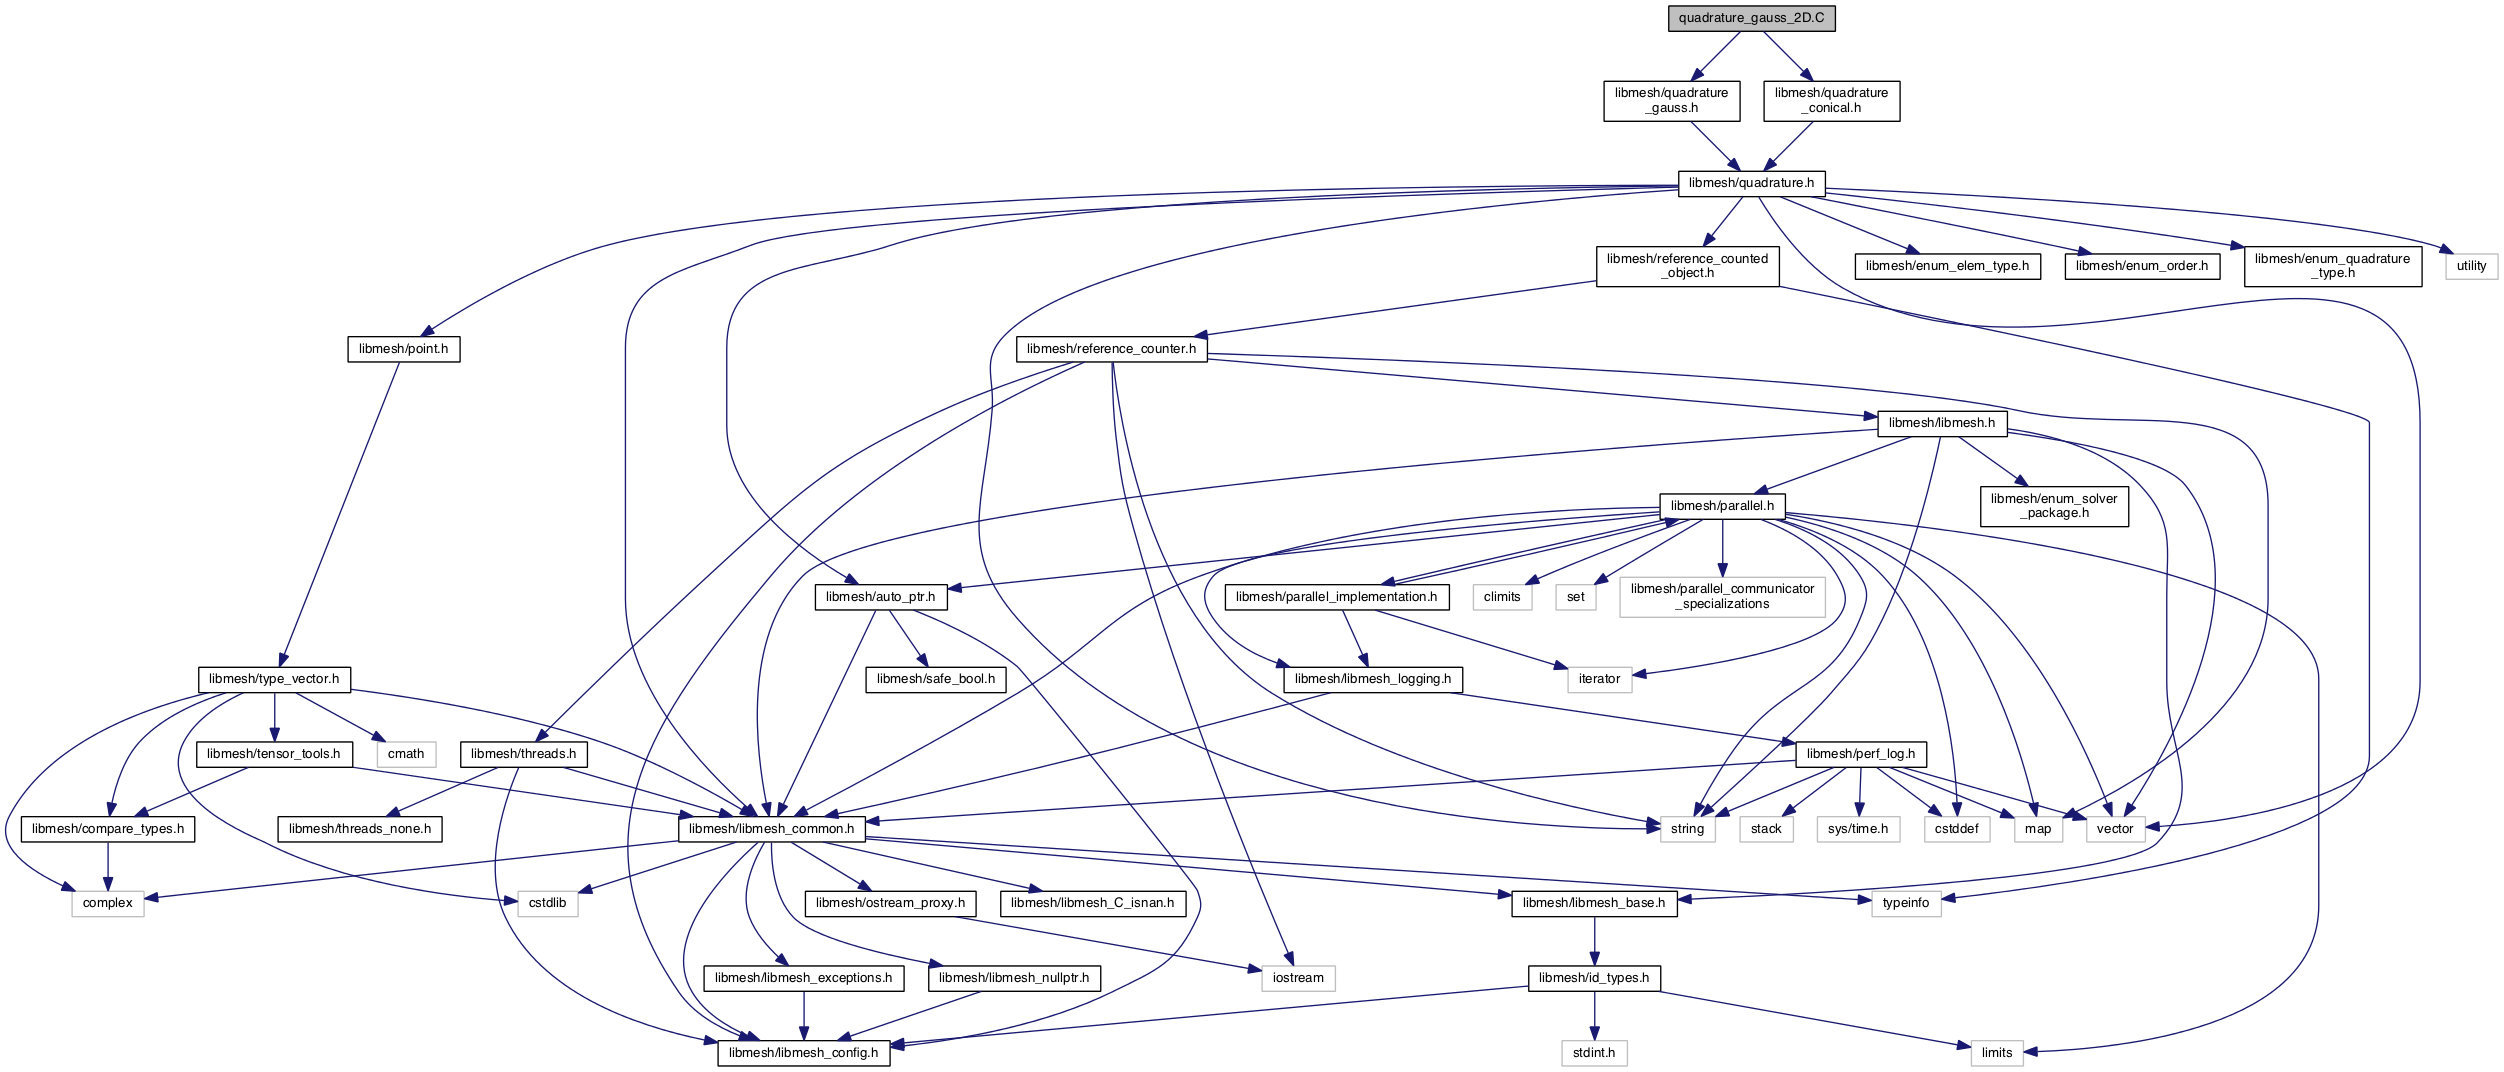 quadrature_gauss_2D.C
libmesh/quadrature
_gauss.h
libmesh/quadrature
_conical.h
libmesh/quadrature.h
libmesh/reference_counted
_object.h
libmesh/enum_elem_type.h
libmesh/enum_order.h
libmesh/enum_quadrature
_type.h
utility
libmesh/point.h
libmesh/reference_counter.h
libmesh/libmesh.h
libmesh/parallel.h
libmesh/enum_solver
_package.h
libmesh/auto_ptr.h
libmesh/parallel_implementation.h
climits
set
libmesh/parallel_communicator
_specializations
libmesh/type_vector.h
libmesh/safe_bool.h
libmesh/libmesh_logging.h
iterator
libmesh/tensor_tools.h
cmath
libmesh/threads.h
libmesh/perf_log.h
libmesh/compare_types.h
libmesh/threads_none.h
libmesh/libmesh_common.h
string
stack
sys/time.h
cstddef
map
vector
complex
cstdlib
libmesh/ostream_proxy.h
libmesh/libmesh_C_isnan.h
libmesh/libmesh_base.h
typeinfo
libmesh/libmesh_exceptions.h
libmesh/libmesh_nullptr.h
iostream
libmesh/id_types.h
libmesh/libmesh_config.h
stdint.h
limits